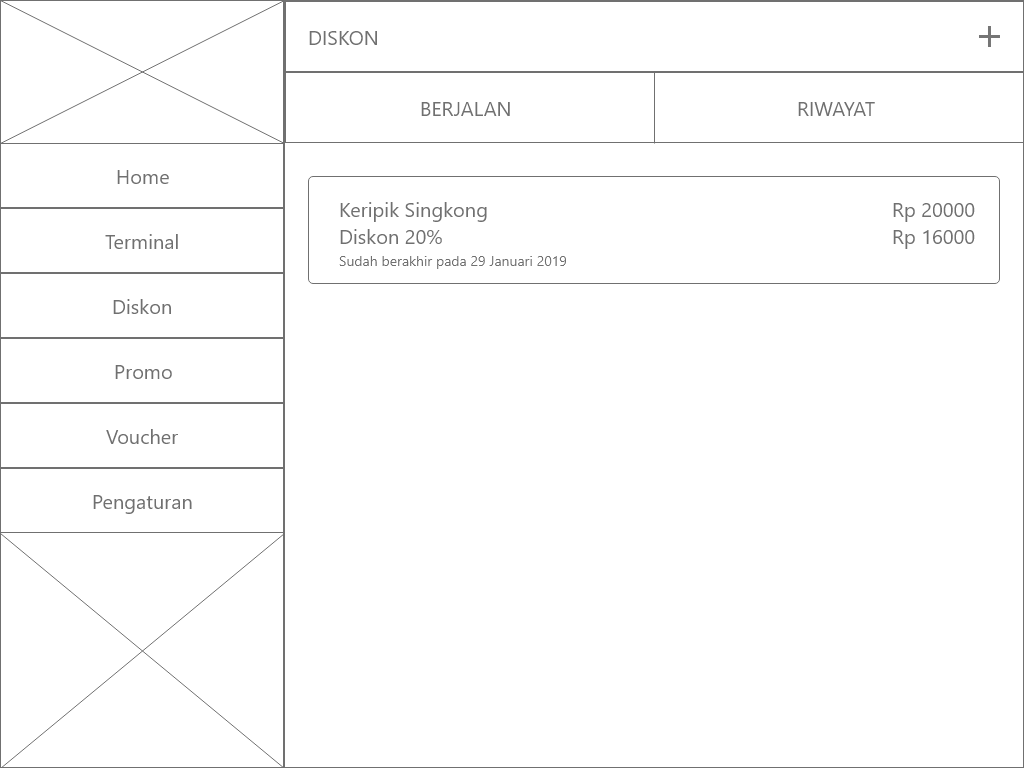 DISKON
BERJALAN
RIWAYAT
Home
Terminal
Diskon
Promo
Voucher
Pengaturan
Keripik Singkong
Rp 20000
Diskon 20%
Rp 16000
Sudah berakhir pada 29 Januari 2019